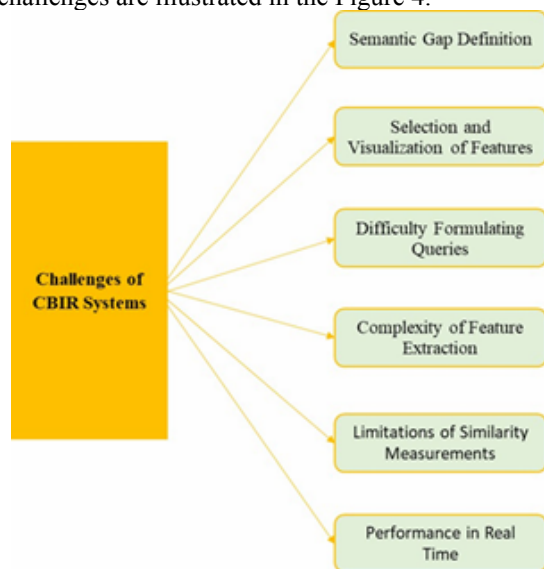 challenges are illustrated in the Figure 4.
Semantic Gap Definition
Selection and
Visualization of Features
Difficulty Formulating
Queries
Challenges of
CBIR Systems
Complexity of Feature
Extraction
Limitations of Similarity
Measurements
Performance in Real
Time